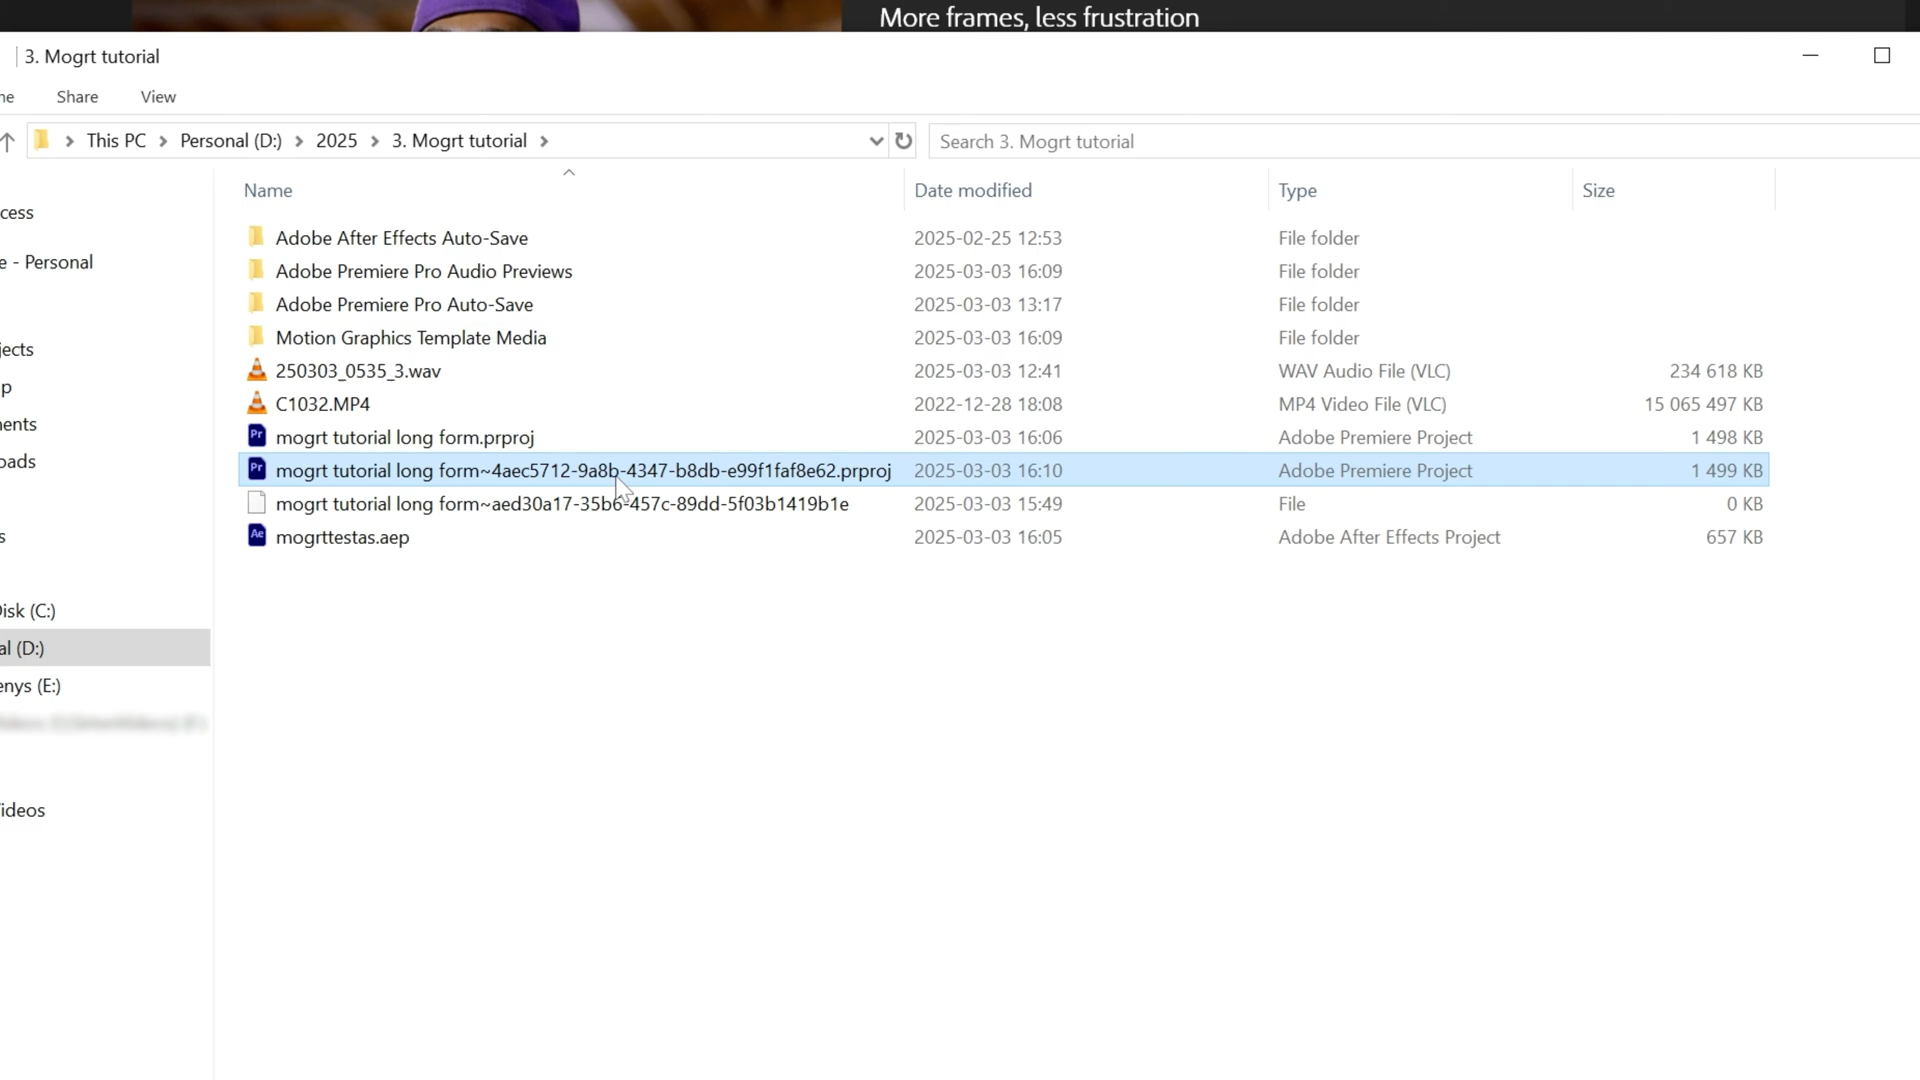 More frames, less frustration
3. Mogrt tutorial
me Share View
This PC Personal (D:) 2025 3. Mogrt tutorial Search 3. Mogrt tutorial
Name Date modified Type Size
cess
e - Personal
jects
p
nents
oads
s
Disk (C:)
al (D:)
enys (E:)
Videos
Adobe After Effects Auto-Save 2025-02-25 12:53 File folder
Adobe Premiere Pro Audio Previews 2025-03-03 16:09 File folder
Adobe Premiere Pro Auto-Save 2025-03-03 13:17 File folder
Motion Graphics Template Media 2025-03-03 16:09 File folder
250303_0535_3.wav 2025-03-03 12:41 WAV Audio File (VLC) 234 618 KB
C1032.MP4 2022-12-28 18:08 MP4 Video File (VLC) 15 065 497 KB
Pr mogrt tutorial long form.prproj 2025-03-03 16:06 Adobe Premiere Project 1 498 KB
Pr mogrt tutorial long form~4aec5712-9a8b-4347-b8db-e99f1faf8e62.prproj 2025-03-03 16:10 Adobe Premiere Project 1 499 KB
mogrt tutorial long form~aed30a17-35b6-457c-89dd-5f03b1419b1e 2025-03-03 15:49 File 0 KB
Ae mogrttestas.aep 2025-03-03 16:05 Adobe After Effects Project 657 KB